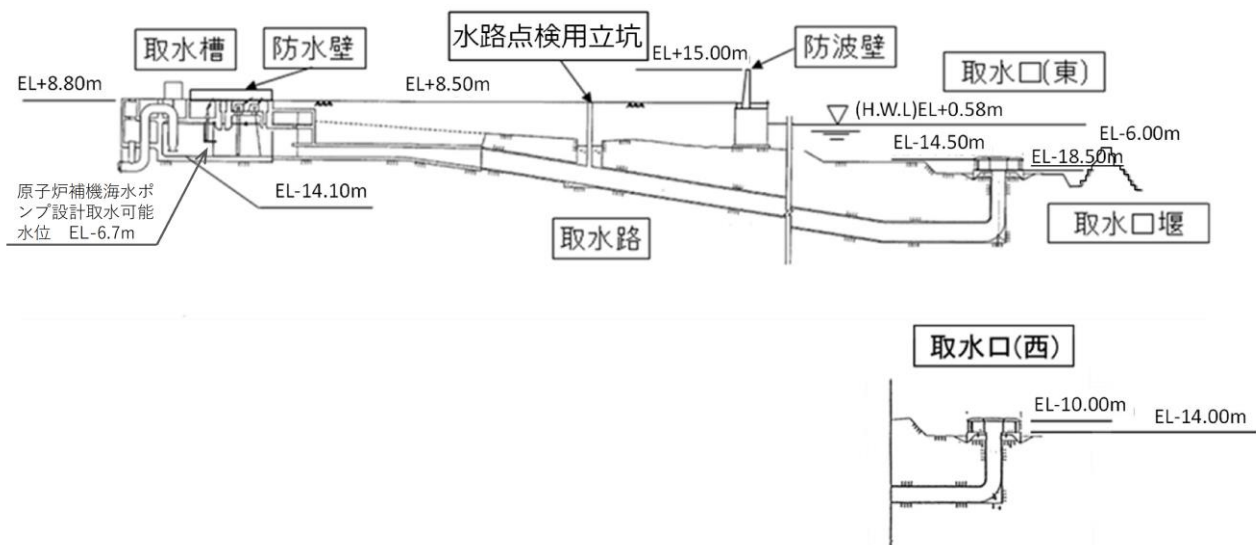 取水槽
防水壁
水路点検用立坑
EL+15.00m
防波壁
取水口(東)
EL+8.80m
EL+8.50m
(H.W.L)EL+0.58m
EL-14.50m
EL-6.00m
EL-18.50m
EL-14.10m
原子炉補機海水ポ
ンプ設計取水可能
水位 EL-6.7m
取水路
取水口堰
取水口(西)
EL-10.00m
EL-14.00m